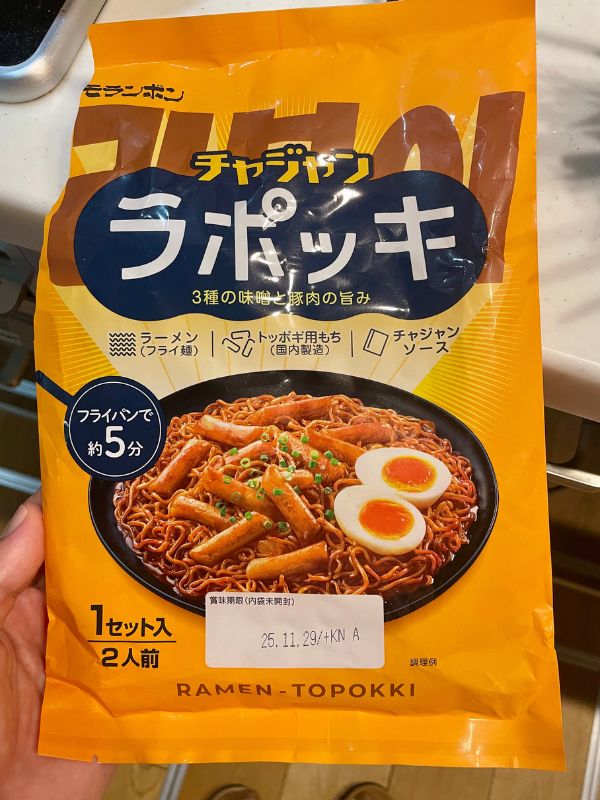 モランボン
라볶이
チャジャン
ラポッキ
3種の味噌と豚肉の旨み
ラーメン
(フライ麺)
トッポギ用もち
(国内製造)
チャジャン
ソース
フライパンで
約5分
1セット入
2人前
賞味期限(内袋未開封)
25.11.29/+KN A
調理例
RAMEN-TOPOKKI